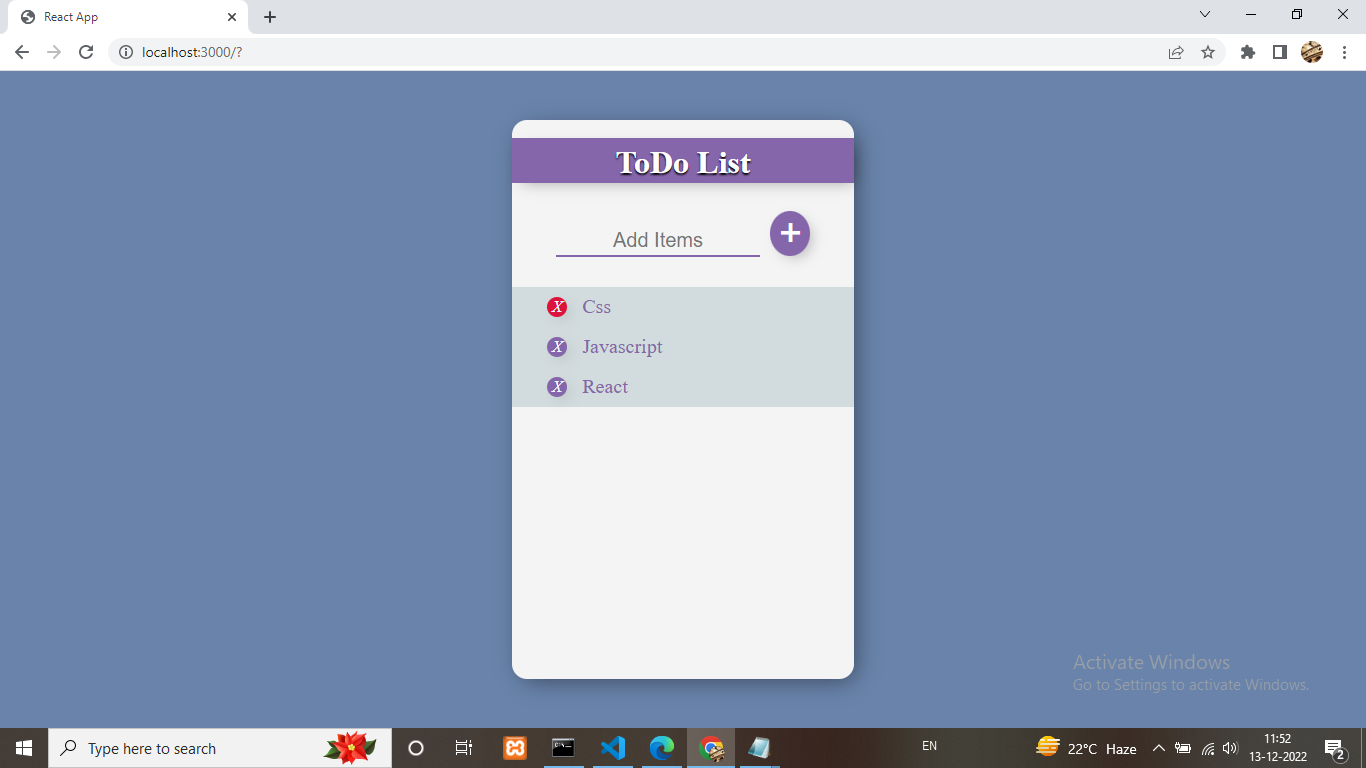 React App
localhost:3000/?
ToDo List
Add Items
X Css
X Javascript
X React
Activate Windows
Go to Settings to activate Windows.
Type here to search
EN
22°C Haze
11:52
13-12-2022
2